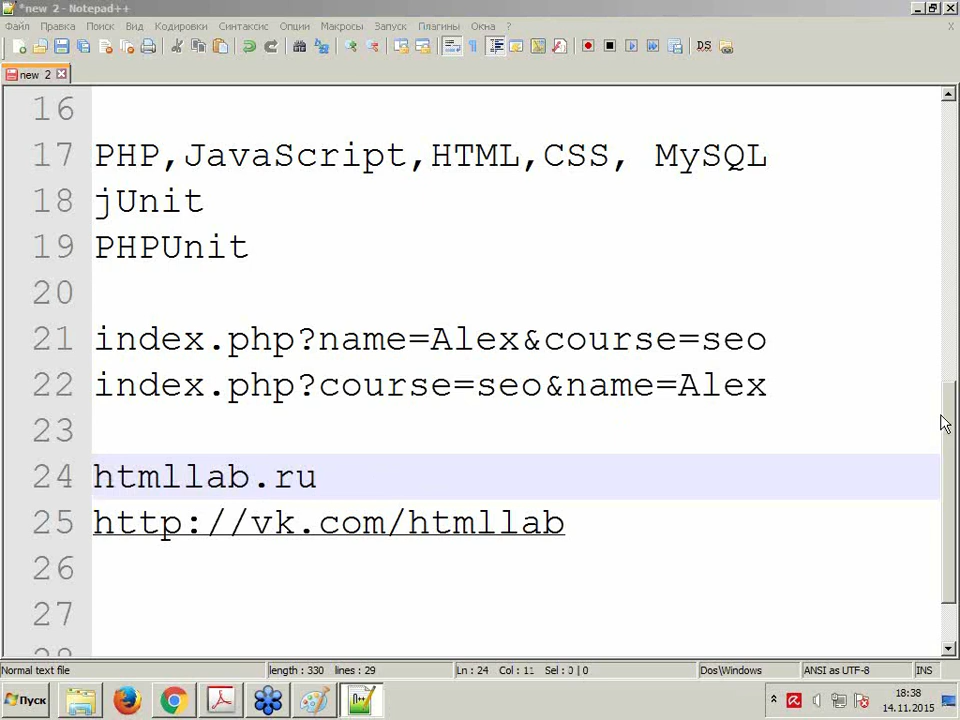 *new 2 - Notepad++
Файл Правка Поиск Вид Кодировки Синтаксис Опции Макросы Запуск Плагины Окна ? X
DS
new 2
16
17 PHP,JavaScript,HTML,CSS, MySQL
18 jUnit
19 PHPUnit
20
21 index.php?name=Alex&course=seo
22 index.php?course=seo&name=Alex
23
24 htmllab.ru
25 http://vk.com/htmllab
26
27
28
Normal text file length : 330 lines : 29 Ln : 24 Col : 11 Sel : 0 | 0 Dos\Windows ANSI as UTF-8 INS
Пуск 18:38
14.11.2015